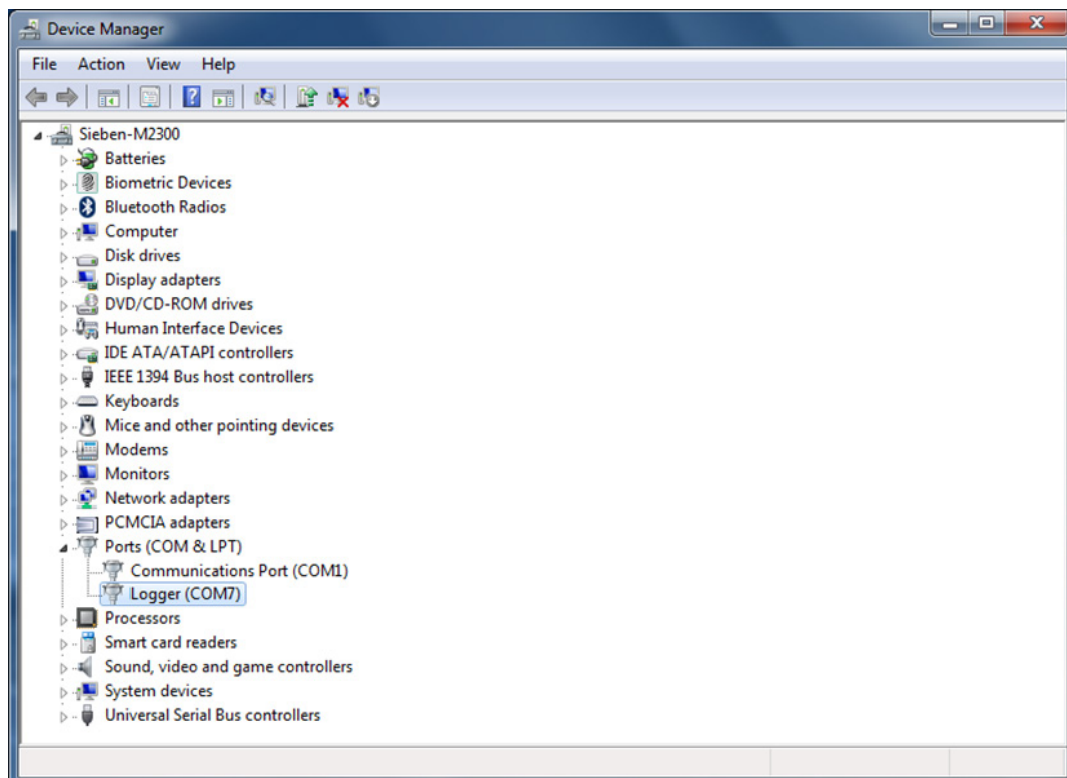 Device Manager
File Action View Help
Sieben-M2300
Batteries
Biometric Devices
Bluetooth Radios
Computer
Disk drives
Display adapters
DVD/CD-ROM drives
Human Interface Devices
IDE ATA/ATAPI controllers
IEEE 1394 Bus host controllers
Keyboards
Mice and other pointing devices
Modems
Monitors
Network adapters
PCMCIA adapters
Ports (COM & LPT)
Communications Port (COM1)
Logger (COM7)
Processors
Smart card readers
Sound, video and game controllers
System devices
Universal Serial Bus controllers